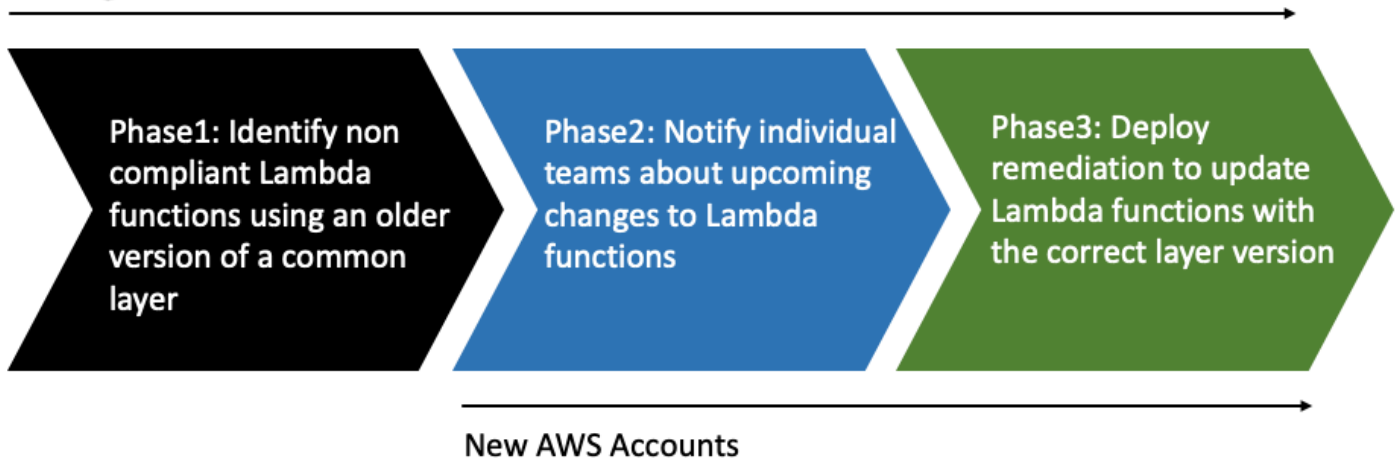 Phase1: Identify non
compliant Lambda
functions using an older
version of a common
layer
Phase2: Notify individual
teams about upcoming
changes to Lambda
functions
Phase3: Deploy
remediation to update
Lambda functions with
the correct layer version
New AWS Accounts